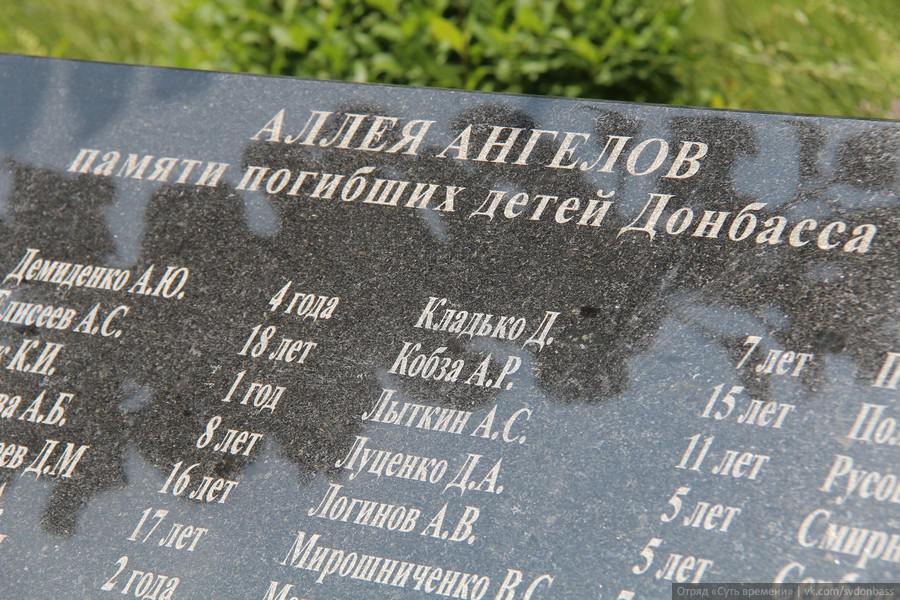 АЛЛЕЯ АНГЕЛОВ
памяти погибших детей Донбасса
Демиденко А.Ю. 4 года
Елисеев А.С. 18 лет
К.И. 1 год
А.Б. 8 лет
Д.М 16 лет
17 лет
2 года
Кладько Д. 7 лет
Кобза А.Р. 15 лет
Лыткин А.С. 11 лет
Луценко Д.А. 5 лет
Логинов А.В. 5 лет
Мирошниченко В.С
Отряд «Суть времени» | vk.com/svdonbass